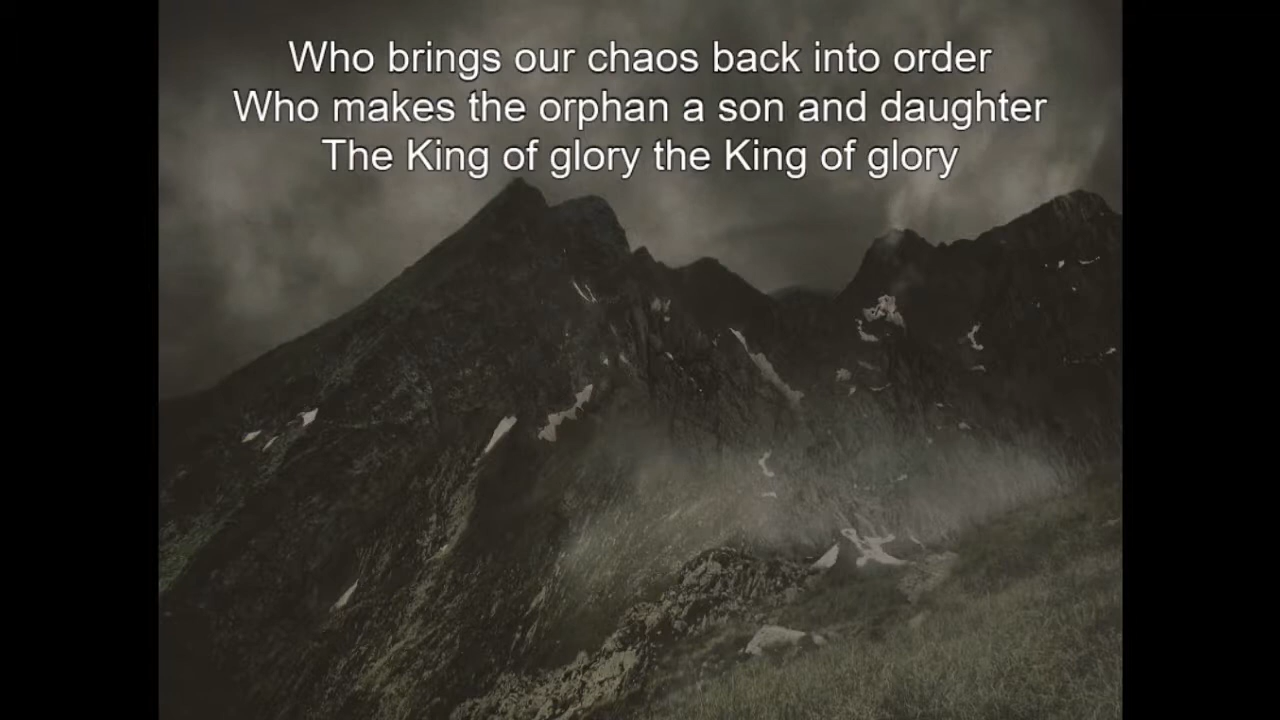 Who brings our chaos back into order
Who makes the orphan a son and daughter
The King of glory the King of glory